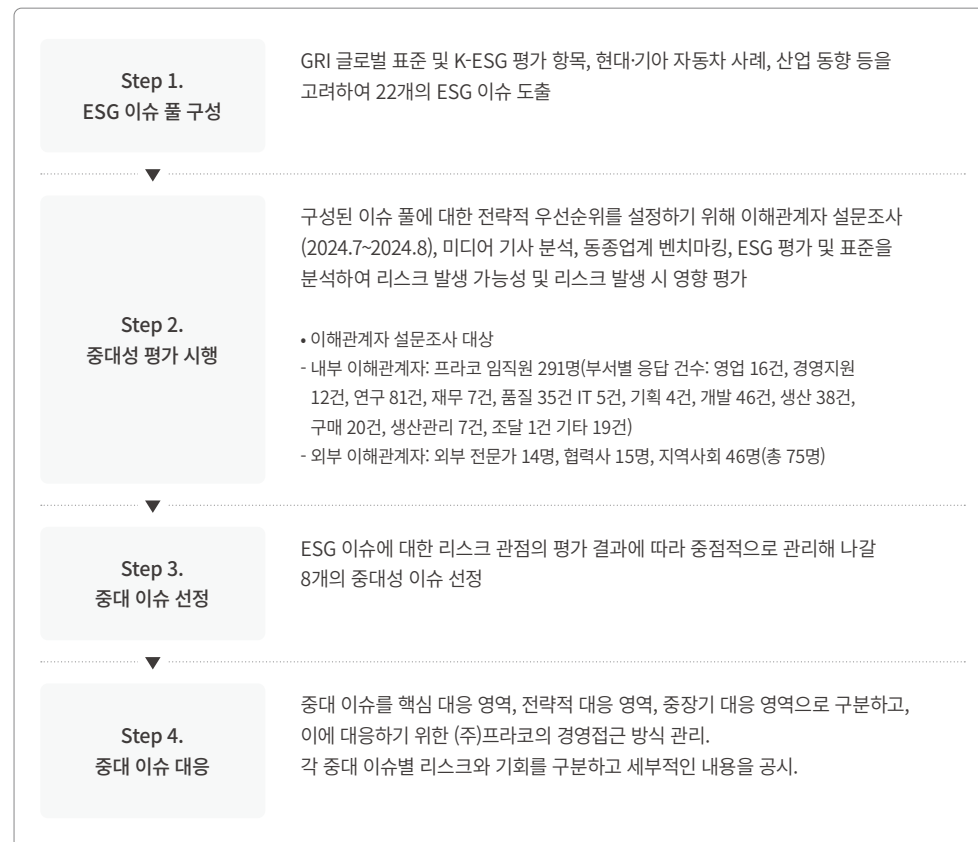 Step 1.
ESG 이슈 풀 구성
GRI 글로벌 표준 및 K-ESG 평가 항목, 현대·기아 자동차 사례, 산업 동향 등을
고려하여 22개의 ESG 이슈 도출
Step 2.
중대성 평가 시행
구성된 이슈 풀에 대한 전략적 우선순위를 설정하기 위해 이해관계자 설문조사
(2024.7~2024.8), 미디어 기사 분석, 동종업계 벤치마킹, ESG 평가 및 표준을
분석하여 리스크 발생 가능성 및 리스크 발생 시 영향 평가
• 이해관계자 설문조사 대상
- 내부 이해관계자: 프라코 임직원 291명(부서별 응답 건수: 영업 16건, 경영지원
12건, 연구 81건, 재무 7건, 품질 35건 IT 5건, 기획 4건, 개발 46건, 생산 38건,
구매 20건, 생산관리 7건, 조달 1건 기타 19건)
- 외부 이해관계자: 외부 전문가 14명, 협력사 15명, 지역사회 46명(총 75명)
Step 3.
중대 이슈 선정
ESG 이슈에 대한 리스크 관점의 평가 결과에 따라 중점적으로 관리해 나갈
8개의 중대성 이슈 선정
Step 4.
중대 이슈 대응
중대 이슈를 핵심 대응 영역, 전략적 대응 영역, 중장기 대응 영역으로 구분하고,
이에 대응하기 위한 (주)프라코의 경영접근 방식 관리.
각 중대 이슈별 리스크와 기회를 구분하고 세부적인 내용을 공시.